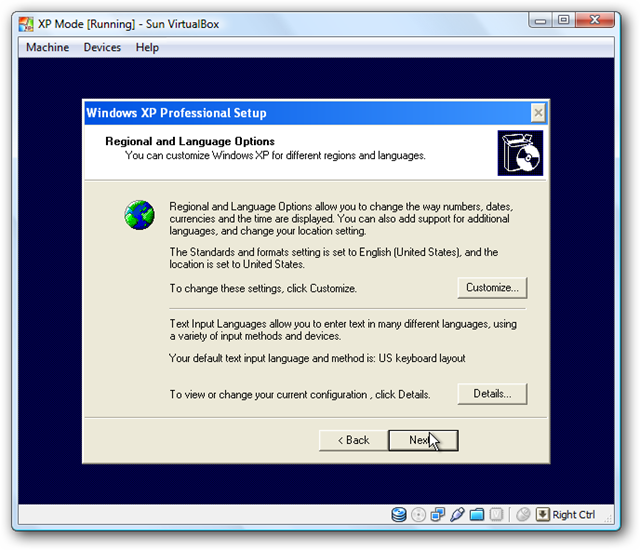 XP Mode [Running] - Sun VirtualBox
Machine Devices Help
Windows XP Professional Setup
Regional and Language Options
You can customize Windows XP for different regions and languages.
Regional and Language Options allow you to change the way numbers, dates,
currencies and the time are displayed. You can also add support for additional
languages, and change your location setting.
The Standards and formats setting is set to English (United States), and the
location is set to United States.
To change these settings, click Customize.
Customize...
Text Input Languages allow you to enter text in many different languages, using
a variety of input methods and devices.
Your default text input language and method is: US keyboard layout
To view or change your current configuration , click Details.
Details...
< Back
Next
Right Ctrl